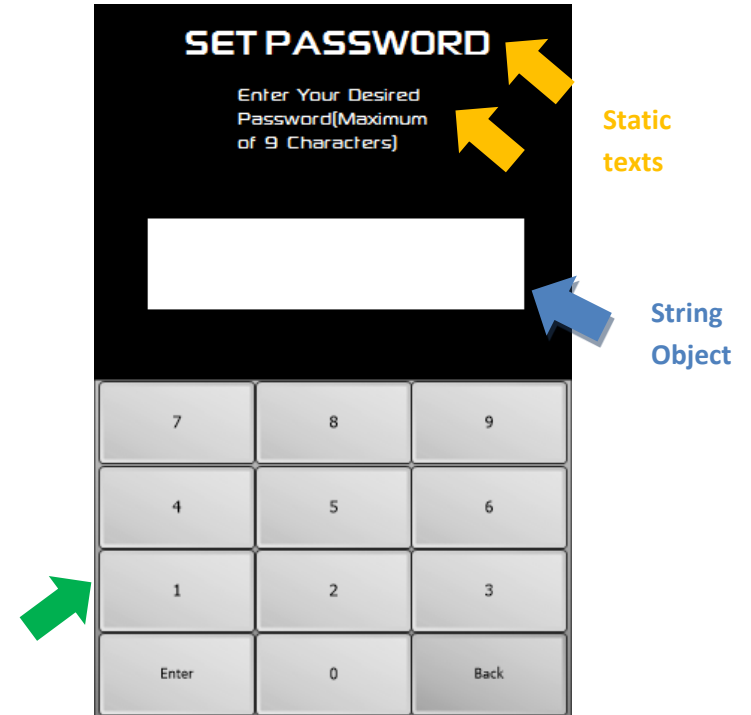 SET PASSWORD
Enter Your Desired
Password(Maximum
of 9 Characters)
Static
texts
String
Object
7 8 9
4 5 6
1 2 3
Enter 0 Back